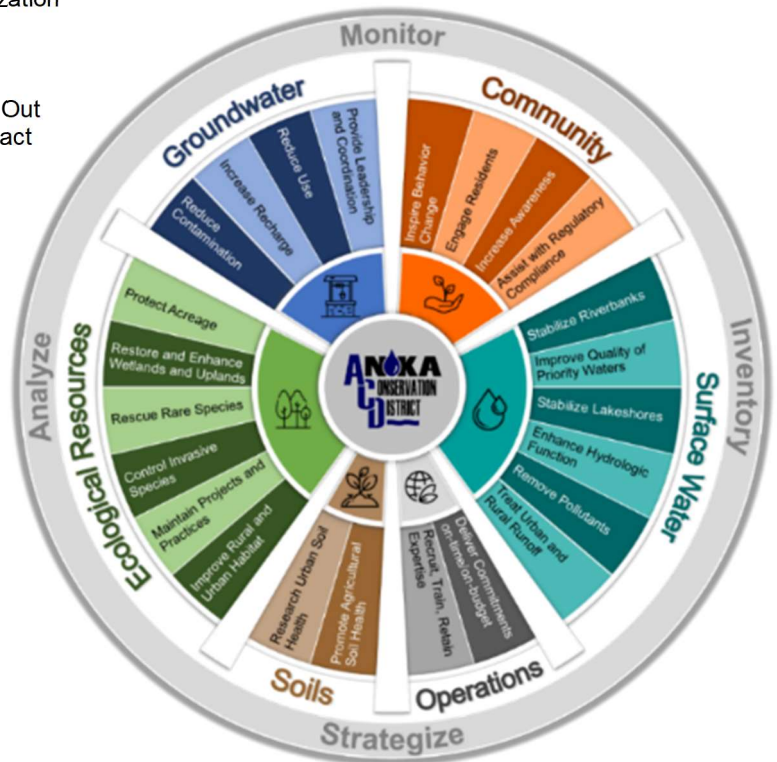 zation
Out
act
Monitor
Inventory
Strategize
Analyze
Groundwater
Reduce
Contamination
Increase Recharge
Reduce Use
Provide Leadership
and Coordination
Community
Inspire Behavior
Change
Engage Residents
Increase Awareness
Assist with Regulatory
Compliance
Surface Water
Stabilize Riverbanks
Improve Quality of
Priority Waters
Stabilize Lakeshores
Enhance Hydrologic
Function
Remove Pollutants
Treat Urban and
Rural Runoff
Operations
Deliver Commitments
on-time/on-budget
Recruit, Train, Retain
Expertise
Soils
Promote Agricultural
Soil Health
Research Urban Soil
Health
Ecological Resources
Protect Acreage
Restore and Enhance
Wetlands and Uplands
Rescue Rare Species
Control Invasive
Species
Maintain Projects and
Practices
Improve Rural and
Urban Habitat
ANOKA
CONSERVATION
DISTRICT